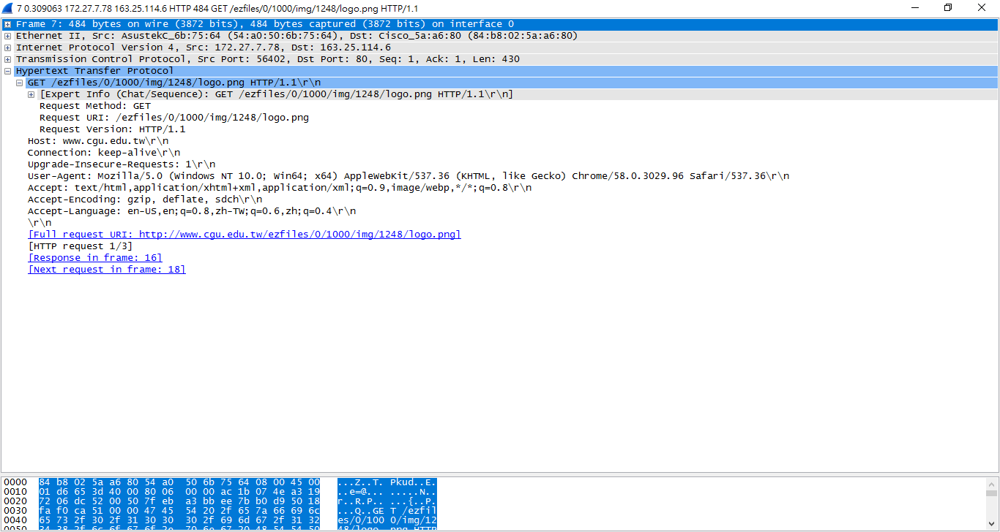 7 0.309063 172.27.7.78 163.25.114.6 HTTP 484 GET /ezfiles/0/1000/img/1248/logo.png HTTP/1.1
Frame 7: 484 bytes on wire (3872 bits), 484 bytes captured (3872 bits) on interface 0
Ethernet II, Src: AsustekC_6b:75:64 (54:a0:50:6b:75:64), Dst: Cisco_5a:a6:80 (84:b8:02:5a:a6:80)
Internet Protocol Version 4, Src: 172.27.7.78, Dst: 163.25.114.6
Transmission Control Protocol, Src Port: 56402, Dst Port: 80, Seq: 1, Ack: 1, Len: 430
Hypertext Transfer Protocol
GET /ezfiles/0/1000/img/1248/logo.png HTTP/1.1\r\n
[Expert Info (Chat/Sequence): GET /ezfiles/0/1000/img/1248/logo.png HTTP/1.1\r\n]
Request Method: GET
Request URI: /ezfiles/0/1000/img/1248/logo.png
Request Version: HTTP/1.1
Host: www.cgu.edu.tw\r\n
Connection: keep-alive\r\n
Upgrade-Insecure-Requests: 1\r\n
User-Agent: Mozilla/5.0 (Windows NT 10.0; Win64; x64) AppleWebKit/537.36 (KHTML, like Gecko) Chrome/58.0.3029.96 Safari/537.36\r\n
Accept: text/html,application/xhtml+xml,application/xml;q=0.9,image/webp,*/*;q=0.8\r\n
Accept-Encoding: gzip, deflate, sdch\r\n
Accept-Language: en-US,en;q=0.8,zh-TW;q=0.6,zh;q=0.4\r\n
\r\n
[Full request URI: http://www.cgu.edu.tw/ezfiles/0/1000/img/1248/logo.png]
[HTTP request 1/3]
[Response in frame: 16]
[Next request in frame: 18]
0000 84 b8 02 5a a6 80 54 a0 50 6b 75 64 08 00 45 00 ...Z..T. Pkud..E.
0010 01 d6 65 3d 40 00 80 06 00 00 ac 1b 07 4e a3 19 ..e=@... .....N..
0020 72 06 dc 52 00 50 7f eb a3 bb ee 7b b0 d9 50 18 r..R.P.. ...{..P.
0030 fa f0 ca 51 00 00 47 45 54 20 2f 65 7a 66 69 6c ...Q..GE T /ezfil
0040 65 73 2f 30 2f 31 30 30 30 2f 69 6d 67 2f 31 32 es/0/100 0/img/12
0050 34 38 2f 6c 6f 67 6f 2e 70 6e 67 20 48 54 54 50 48/logo. png HTTP